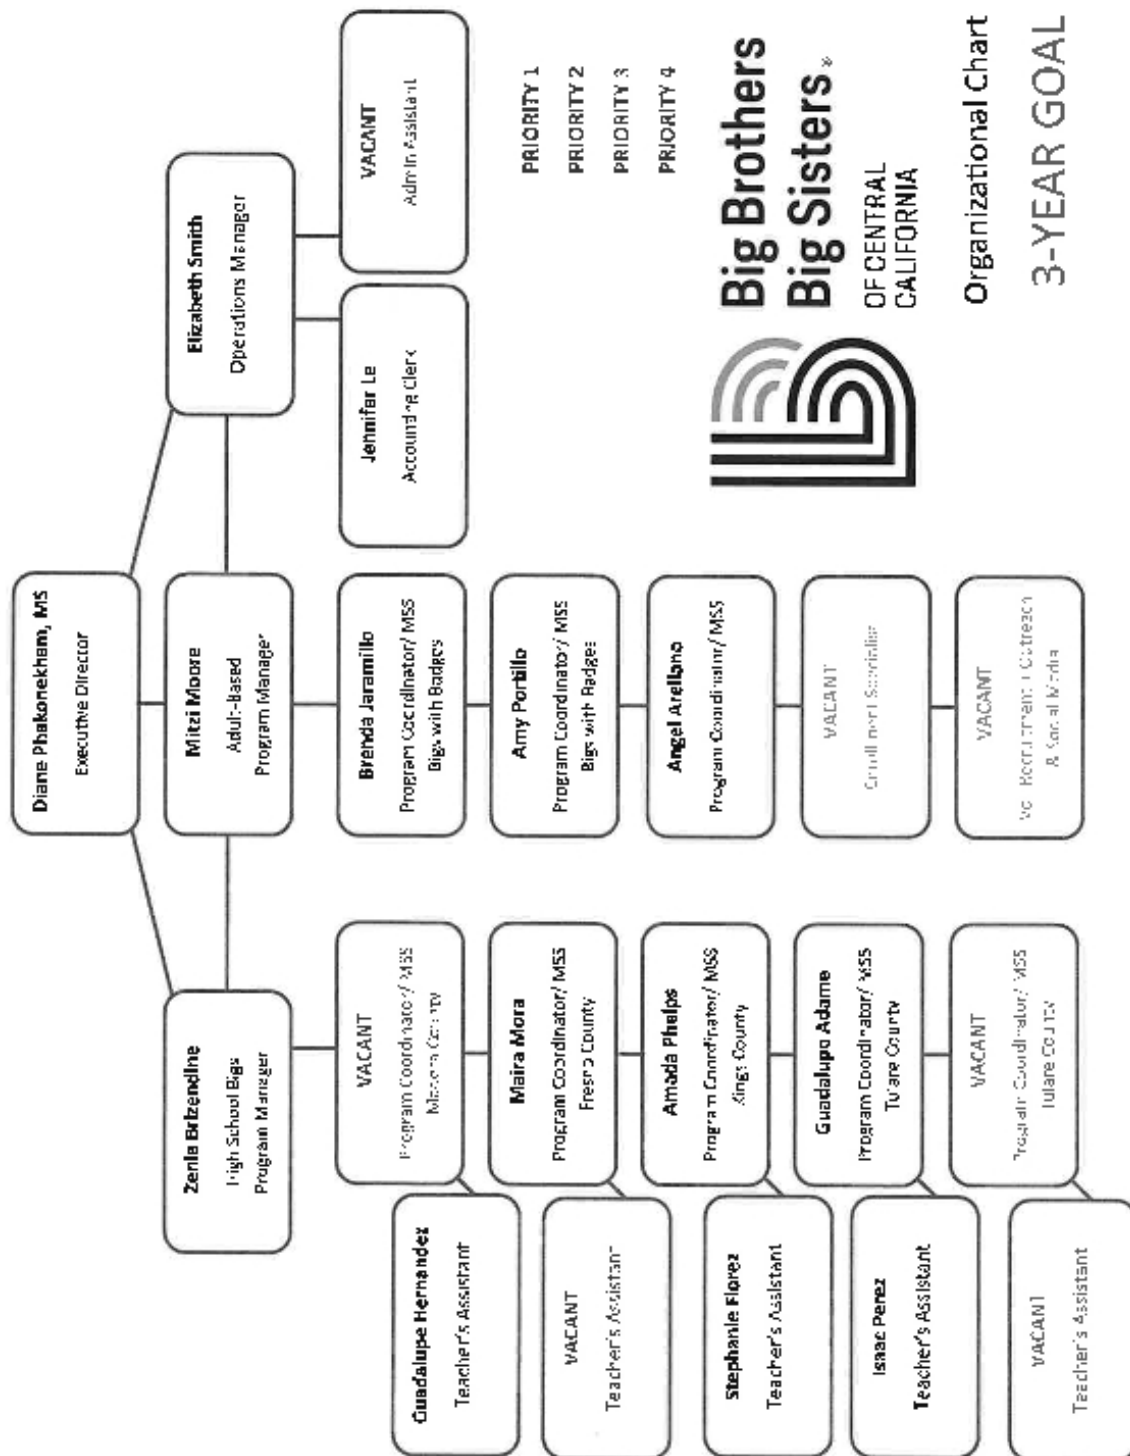 Diane Phakonekham, MS
Executive Director
Zenia Brizendine
High School Bigs
Program Manager
Mitzi Moore
Adult-Based
Program Manager
Elizabeth Smith
Operations Manager
VACANT
Program Coordinator/ MSS
Madera County
Guadalupe Hernandez
Teacher's Assistant
Maira Mora
Program Coordinator/ MSS
Fresno County
VACANT
Teacher's Assistant
Amada Phelps
Program Coordinator/ MSS
Kings County
Stephanie Florez
Teacher's Assistant
Guadalupe Adame
Program Coordinator/ MSS
Tulare County
Isaac Perez
Teacher's Assistant
VACANT
Program Coordinator/ MSS
Tulare County
VACANT
Teacher's Assistant
Brenda Jaramillo
Program Coordinator/ MSS
Bigs with Badges
Amy Portillo
Program Coordinator/ MSS
Bigs with Badges
Angel Arellano
Program Coordinator/ MSS
VACANT
Enrollment Specialist
VACANT
Vol. Recruitment, Outreach
& Social Media
Jennifer Le
Accounting Clerk
VACANT
Admin Assistant
PRIORITY 1
PRIORITY 2
PRIORITY 3
PRIORITY 4
Big Brothers
Big Sisters®
OF CENTRAL
CALIFORNIA
Organizational Chart
3-YEAR GOAL